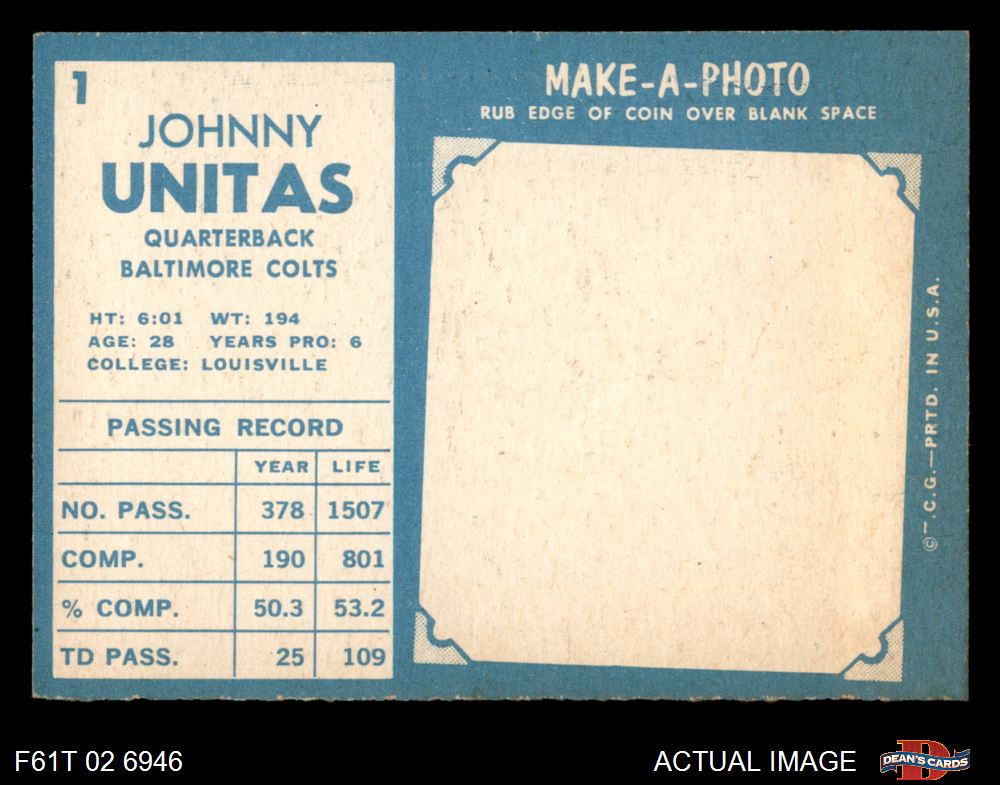 1
JOHNNY
UNITAS
QUARTERBACK
BALTIMORE COLTS
HT: 6:01 WT: 194
AGE: 28 YEARS PRO: 6
COLLEGE: LOUISVILLE
PASSING RECORD
YEAR LIFE
NO. PASS. 378 1507
COMP. 190 801
% COMP. 50.3 53.2
TD PASS. 25 109
MAKE-A-PHOTO
RUB EDGE OF COIN OVER BLANK SPACE
© .C.G.—PRTD. IN U.S.A.
F61T 02 6946
ACTUAL IMAGE
DEAN'S CARDS